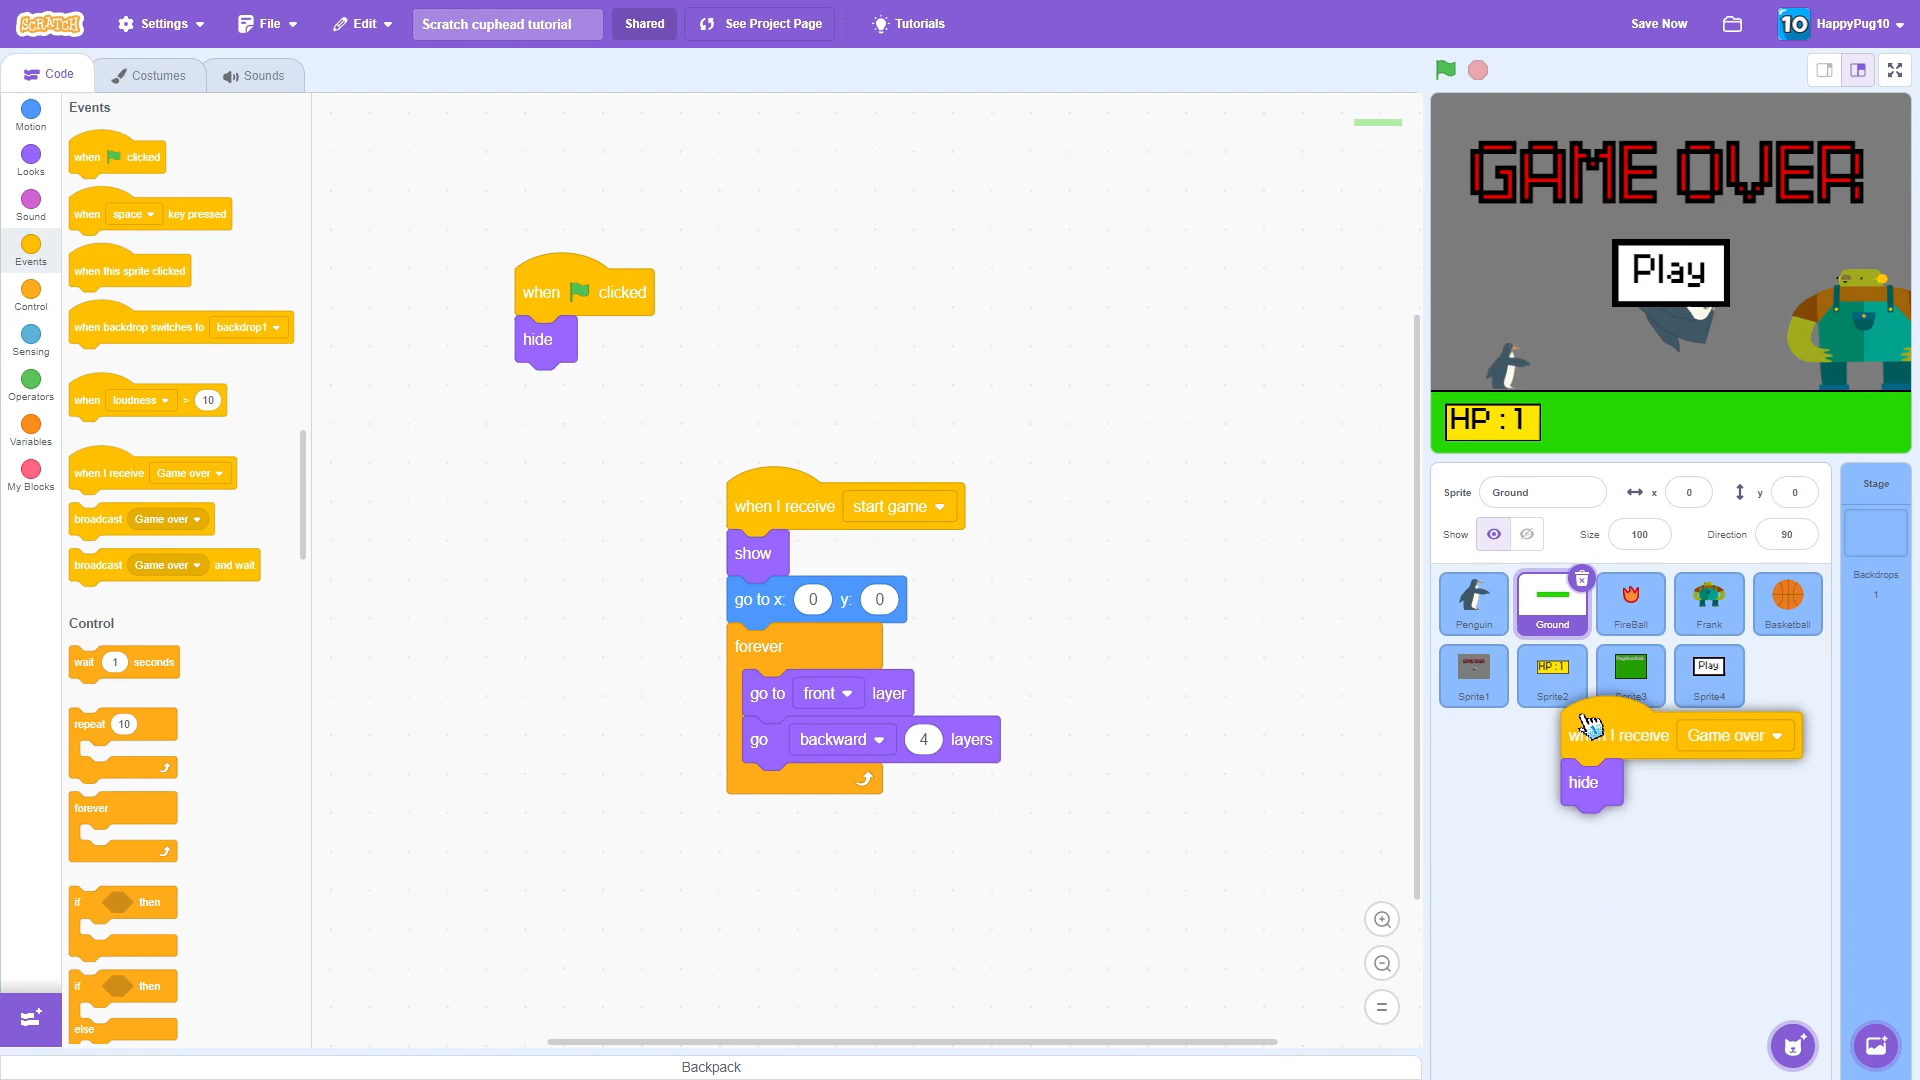 SCRATCH
Settings
File
Edit
Scratch cuphead tutorial
Shared
See Project Page
Tutorials
Save Now
10
HappyPug10
Code
Costumes
Sounds
Motion
Looks
Sound
Events
Control
Sensing
Operators
Variables
My Blocks
Events
when clicked
when space key pressed
when this sprite clicked
when backdrop switches to backdrop1
when loudness > 10
when I receive Game over
broadcast Game over
broadcast Game over and wait
Control
wait 1 seconds
repeat 10
forever
if then
if then
else
when clicked
hide
when I receive start game
show
go to x: 0 y: 0
forever
go to front layer
go backward 4 layers
Backpack
GAME OVER
Play
HP:1
Sprite Ground x 0 y 0
Show Size 100 Direction 90
Penguin
Ground
FireBall
Frank
Basketball
GAME OVER
Sprite1
HP:1
Sprite2
Sprite3
Play
Sprite4
when I receive Game over
hide
Stage
Backdrops
1